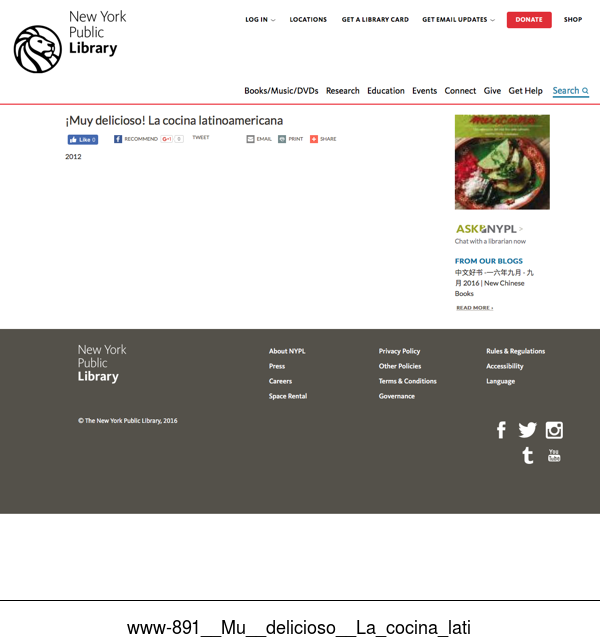 New York
Public
Library
LOG IN
LOCATIONS
GET A LIBRARY CARD
GET EMAIL UPDATES
DONATE
SHOP
Books/Music/DVDs
Research
Education
Events
Connect
Give
Get Help
Search
¡Muy delicioso! La cocina latinoamericana
Like 0
RECOMMEND
G+1
0
TWEET
EMAIL
PRINT
SHARE
2012
mexicana
ASK NYPL >
Chat with a librarian now
FROM OUR BLOGS
中文好书 -一六年九月 - 九
月 2016 | New Chinese
Books
READ MORE ›
New York
Public
Library
About NYPL
Press
Careers
Space Rental
Privacy Policy
Other Policies
Terms & Conditions
Governance
Rules & Regulations
Accessibility
Language
© The New York Public Library, 2016
You
Tube
www-891__Mu__delicioso__La_cocina_lati